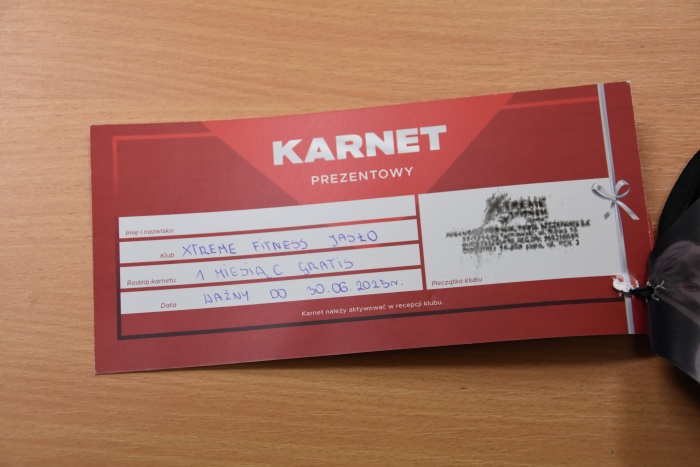 KARNET
PREZENTOWY
Imię i nazwisko
Klub XTREME FITNESS JASŁO
Rodzaj karnetu 1 MIESIĄC GRATIS
Data WAŻNY DO 30.06.2025r.
Pieczątka klubu
Karnet należy aktywować w recepcji klubu.